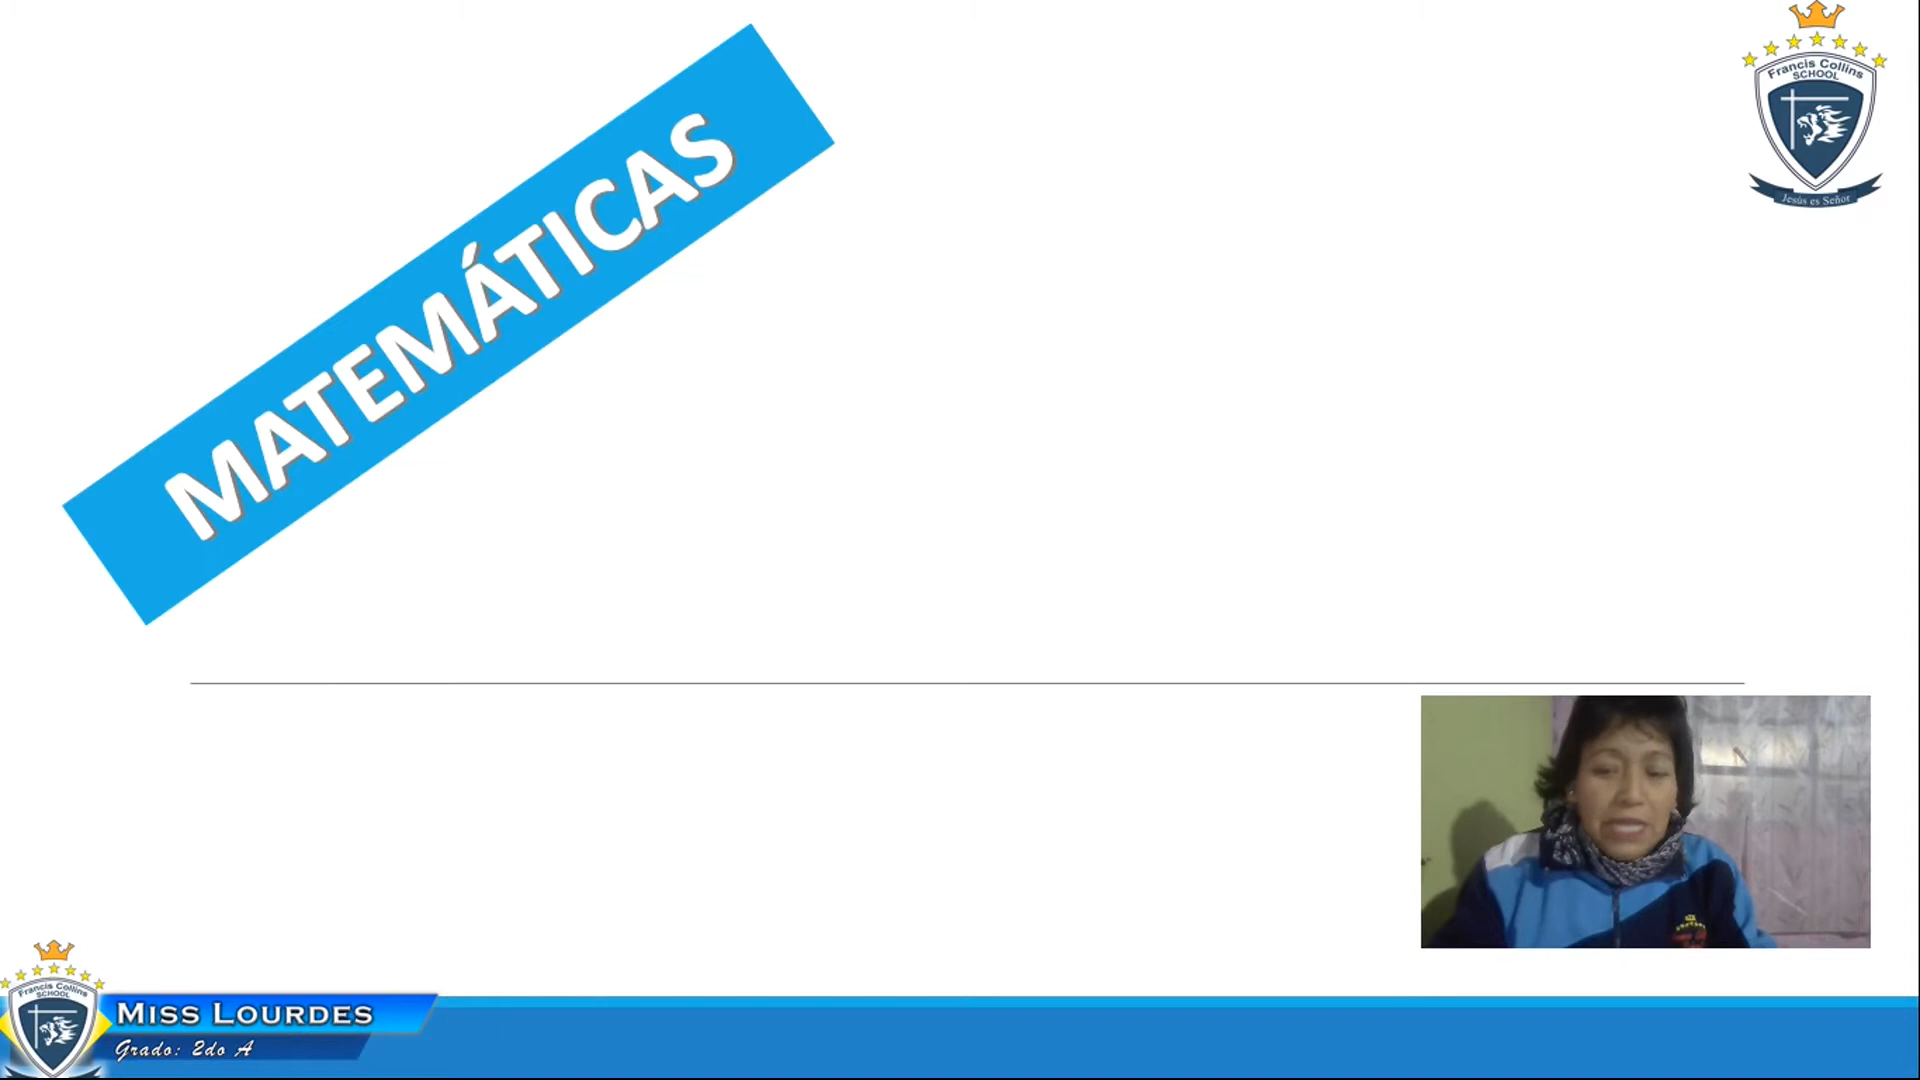 MATEMÁTICAS
Francis Collins
SCHOOL
Jesús es Señor
Francis Collins
SCHOOL
MISS LOURDES
Grado: 2do A